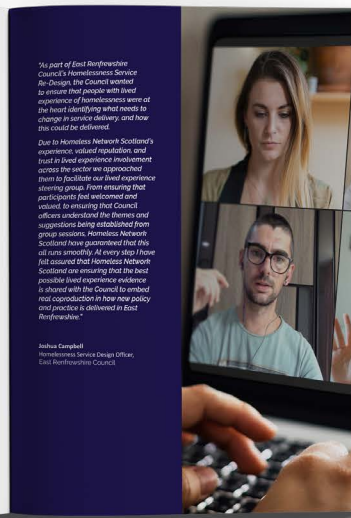 "As part of East Renfrewshire
Council's Homelessness Service
Re-Design, the Council wanted
to ensure that people with lived
experience of homelessness were at
the heart identifying what needs to
change in service delivery, and how
this could be delivered.
Due to Homeless Network Scotland's
experience, valued reputation, and
trust in lived experience involvement
across the sector we approached
them to facilitate our lived experience
steering group. From ensuring that
participants feel welcomed and
valued, to ensuring that Council
officers understand the themes and
suggestions being established from
group sessions, Homeless Network
Scotland have guaranteed that this
all runs smoothly. At every step I have
felt assured that Homeless Network
Scotland are ensuring that the best
possible lived experience evidence
is shared with the Council to embed
real coproduction in how new policy
and practice is delivered in East
Renfrewshire."
Joshua Campbell
Homelessness Service Design Officer,
East Renfrewshire Council